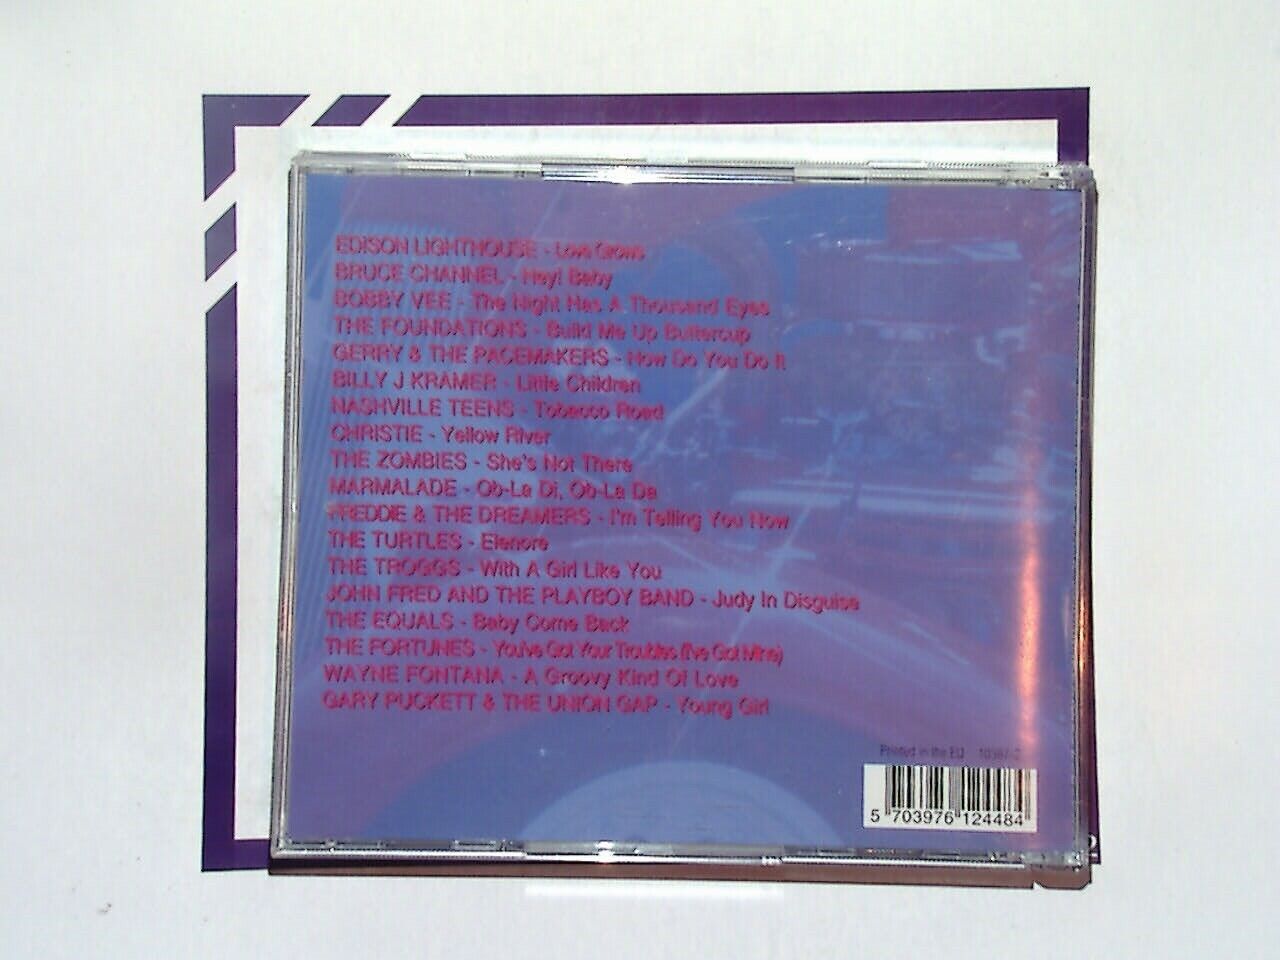 EDISON LIGHTHOUSE - Love Grows
BRUCE CHANNEL - Hey! Baby
BOBBY VEE - The Night Has A Thousand Eyes
THE FOUNDATIONS - Build Me Up Buttercup
GERRY & THE PACEMAKERS - How Do You Do It
BILLY J KRAMER - Little Children
NASHVILLE TEENS - Tobacco Road
CHRISTIE - Yellow River
THE ZOMBIES - She's Not There
MARMALADE - Ob-La Di, Ob-La Da
FREDDIE & THE DREAMERS - I'm Telling You Now
THE TURTLES - Elenore
THE TROGGS - With A Girl Like You
JOHN FRED AND THE PLAYBOY BAND - Judy In Disguise
THE EQUALS - Baby Come Back
THE FORTUNES - You've Got Your Troubles (I've Got Mine)
WAYNE FONTANA - A Groovy Kind Of Love
GARY PUCKETT & THE UNION GAP - Young Girl
Printed in the EU
5 703976 124484